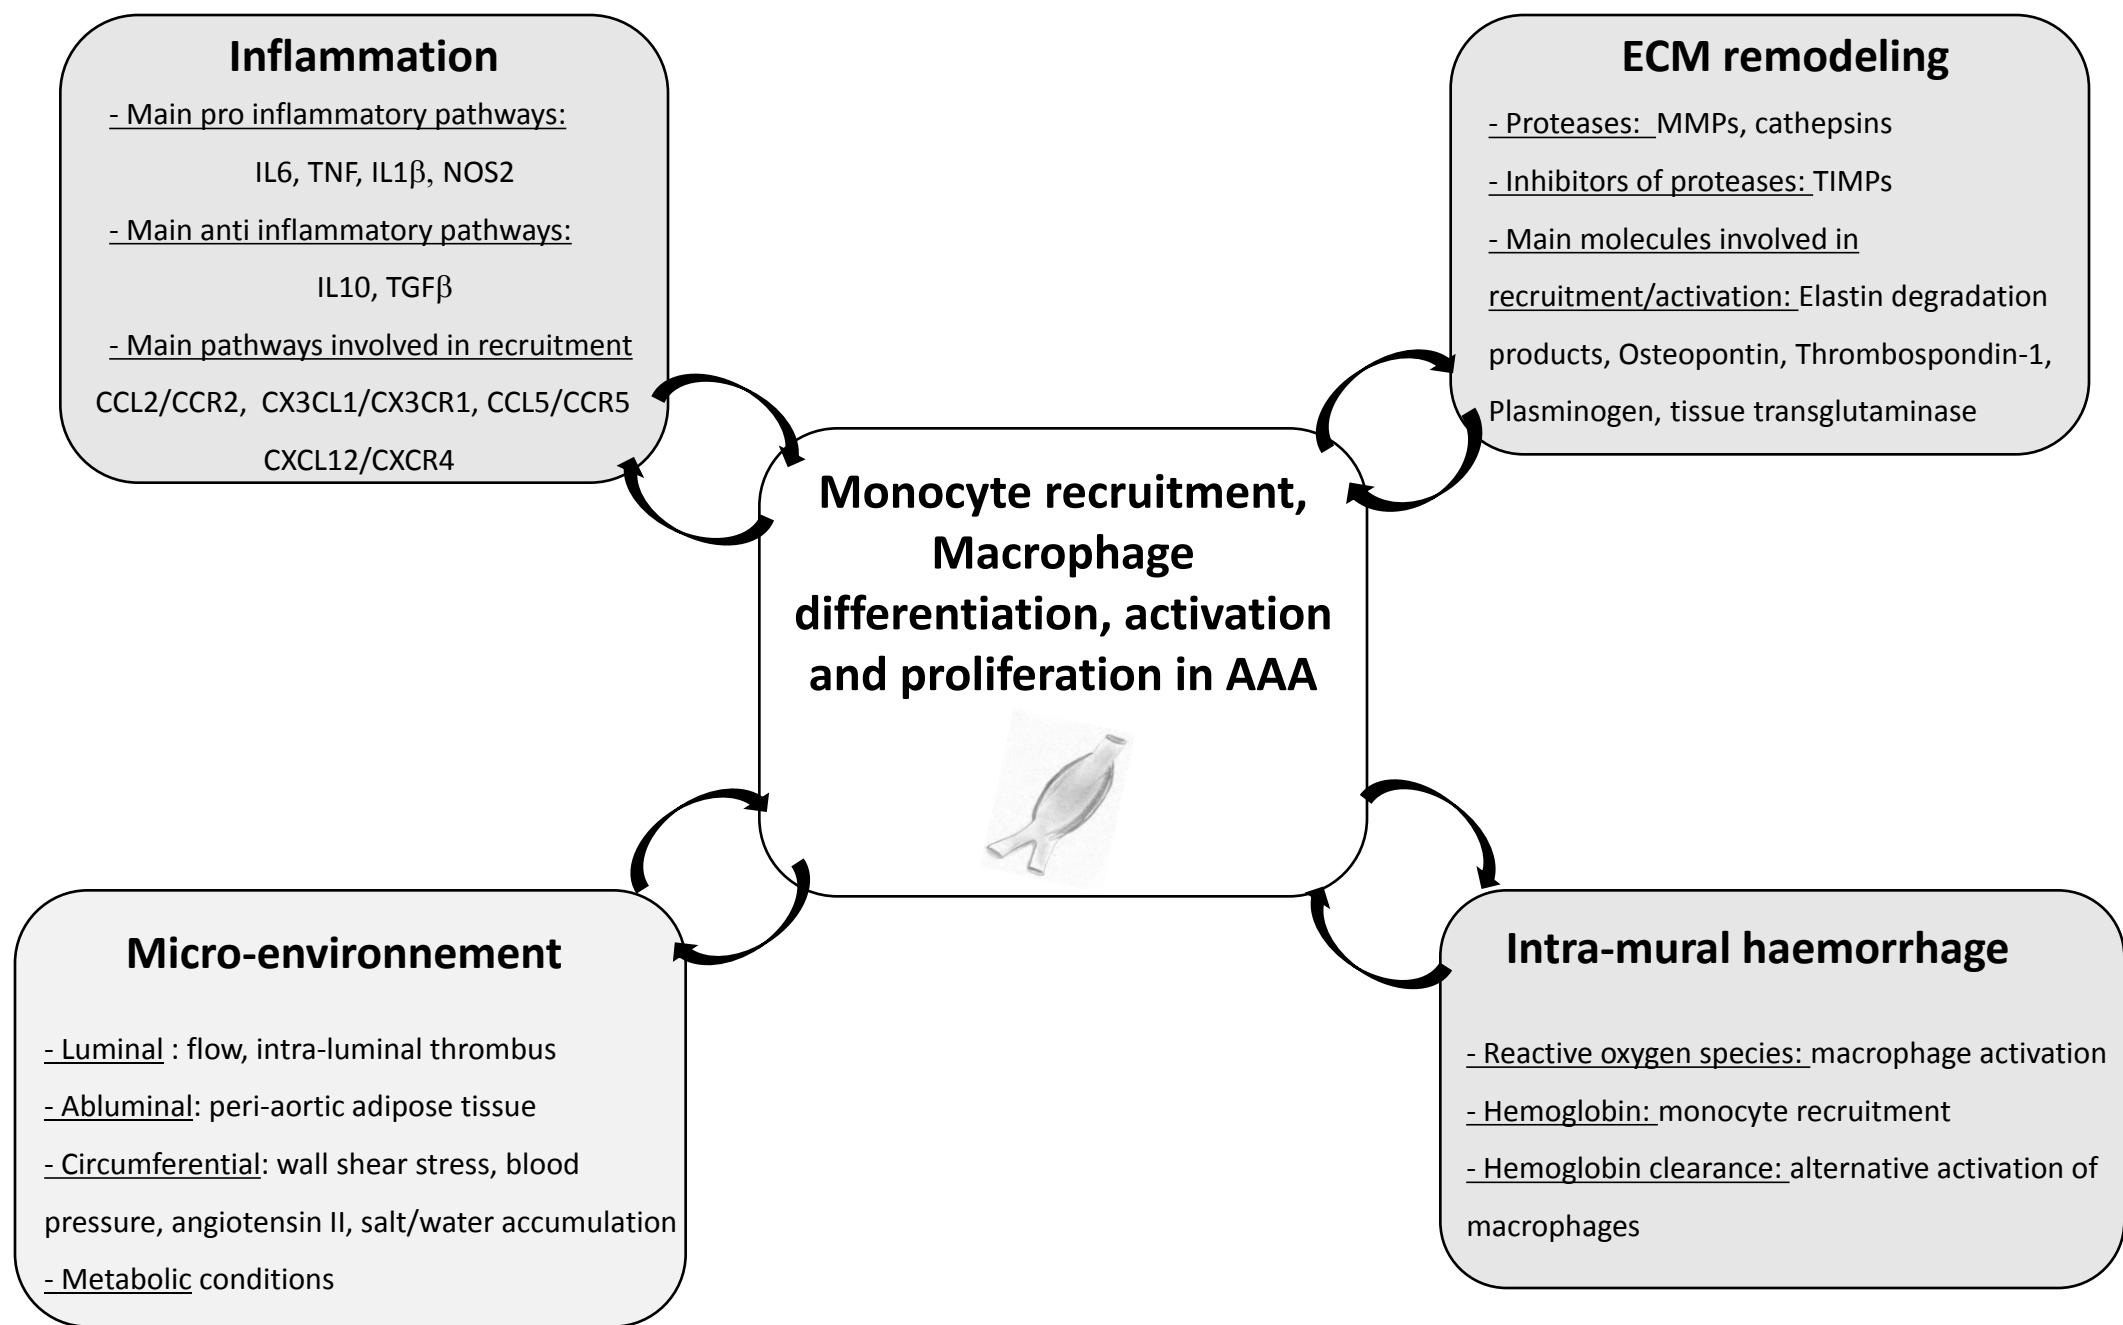 Inflammation
- Main pro inflammatory pathways:
IL6, TNF, IL1β, NOS2
- Main anti inflammatory pathways:
IL10, TGFβ
- Main pathways involved in recruitment
CCL2/CCR2, CX3CL1/CX3CR1, CCL5/CCR5
CXCL12/CXCR4
ECM remodeling
- Proteases: MMPs, cathepsins
- Inhibitors of proteases: TIMPs
- Main molecules involved in
recruitment/activation: Elastin degradation
products, Osteopontin, Thrombospondin-1,
Plasminogen, tissue transglutaminase
Monocyte recruitment,
Macrophage
differentiation, activation
and proliferation in AAA
Micro-environnement
- Luminal : flow, intra-luminal thrombus
- Abluminal: peri-aortic adipose tissue
- Circumferential: wall shear stress, blood
pressure, angiotensin II, salt/water accumulation
- Metabolic conditions
Intra-mural haemorrhage
- Reactive oxygen species: macrophage activation
- Hemoglobin: monocyte recruitment
- Hemoglobin clearance: alternative activation of
macrophages